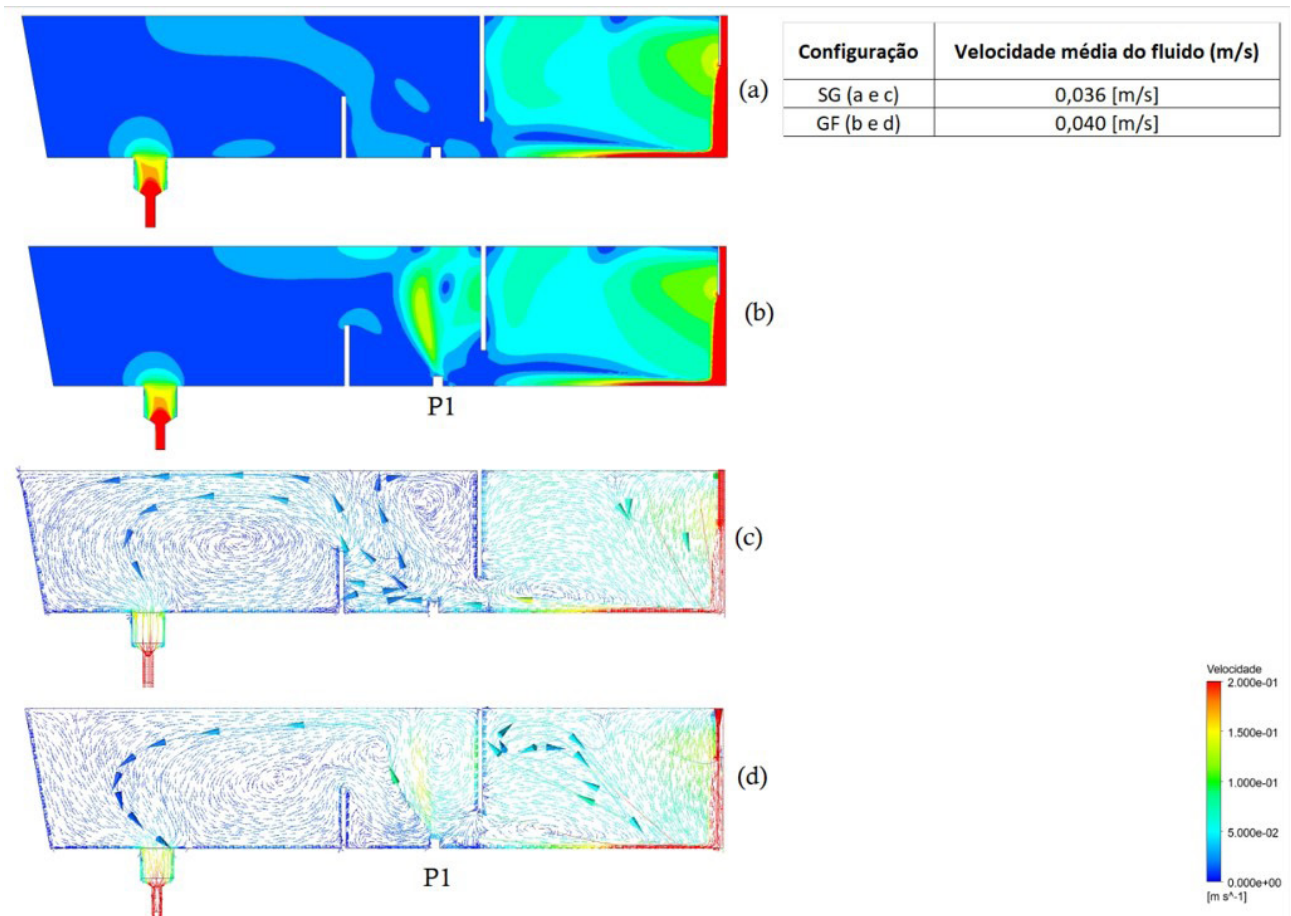 (a)
Configuração Velocidade média do fluido (m/s)
SG (a e c) 0,036 [m/s]
GF (b e d) 0,040 [m/s]
(b)
P1
(c)
(d)
P1
Velocidade
2.000e-01
1.500e-01
1.000e-01
5.000e-02
0.000e+00
[m s^-1]